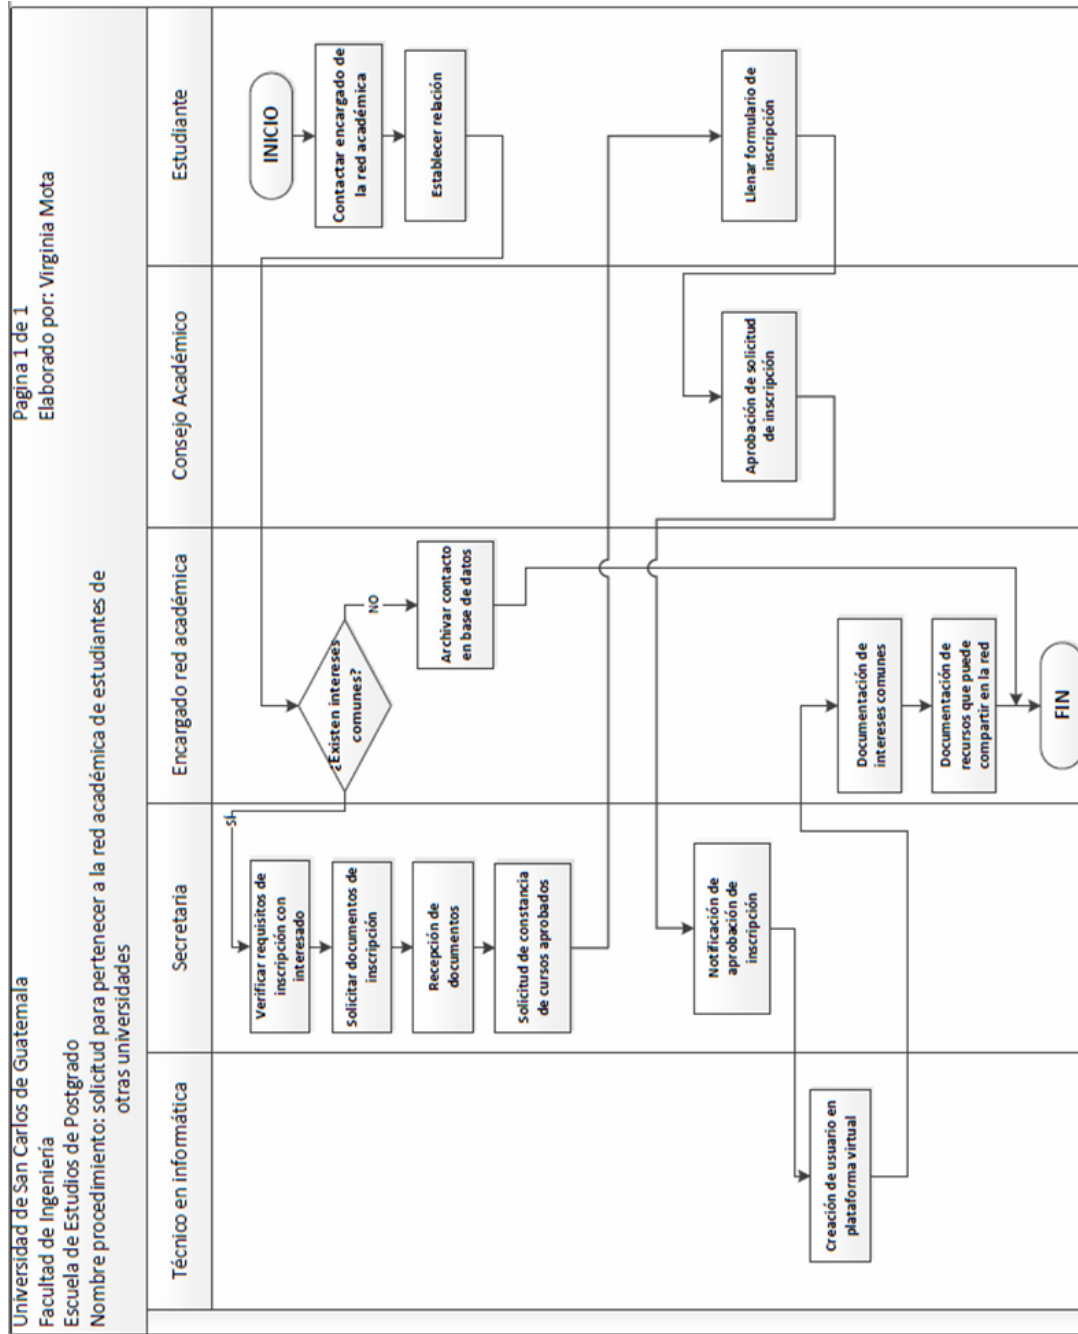 Universidad de San Carlos de Guatemala
Pagina 1 de 1
Facultad de Ingeniería
Elaborado por: Virginia Mota
Escuela de Estudios de Postgrado
Nombre procedimiento: solicitud para pertenecer a la red académica de estudiantes de
otras universidades
Técnico en informática
Secretaria
Encargado red académica
Consejo Académico
Estudiante
INICIO
Contactar encargado de
la red académica
Establecer relación
¿Existen intereses
comunes?
NO
SÍ
Archivar contacto
en base de datos
Verificar requisitos de
inscripción con
interesado
Solicitar documentos de
inscripción
Recepción de
documentos
Solicitud de constancia
de cursos aprobados
Llenar formulario de
inscripción
Aprobación de solicitud
de inscripción
Notificación de
aprobación de
inscripción
Creación de usuario en
plataforma virtual
Documentación de
intereses comunes
Documentación de
recursos que puede
compartir en la red
FIN